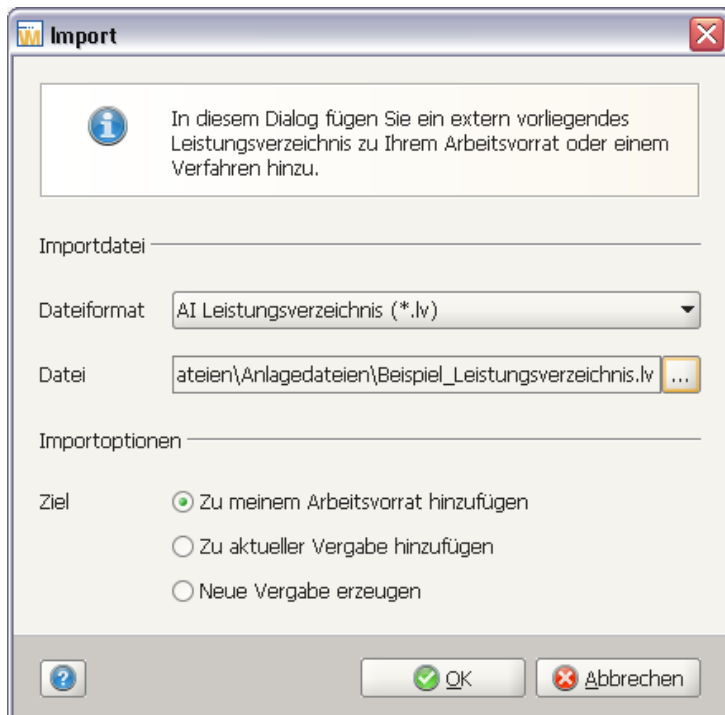 Import
In diesem Dialog fügen Sie ein extern vorliegendes
Leistungsverzeichnis zu Ihrem Arbeitsvorrat oder einem
Verfahren hinzu.
Importdatei
Dateiformat AI Leistungsverzeichnis (*.lv)
Datei ateien\Anlagedateien\Beispiel_Leistungsverzeichnis.lv ...
Importoptionen
Ziel Zu meinem Arbeitsvorrat hinzufügen
Zu aktueller Vergabe hinzufügen
Neue Vergabe erzeugen
? OK Abbrechen